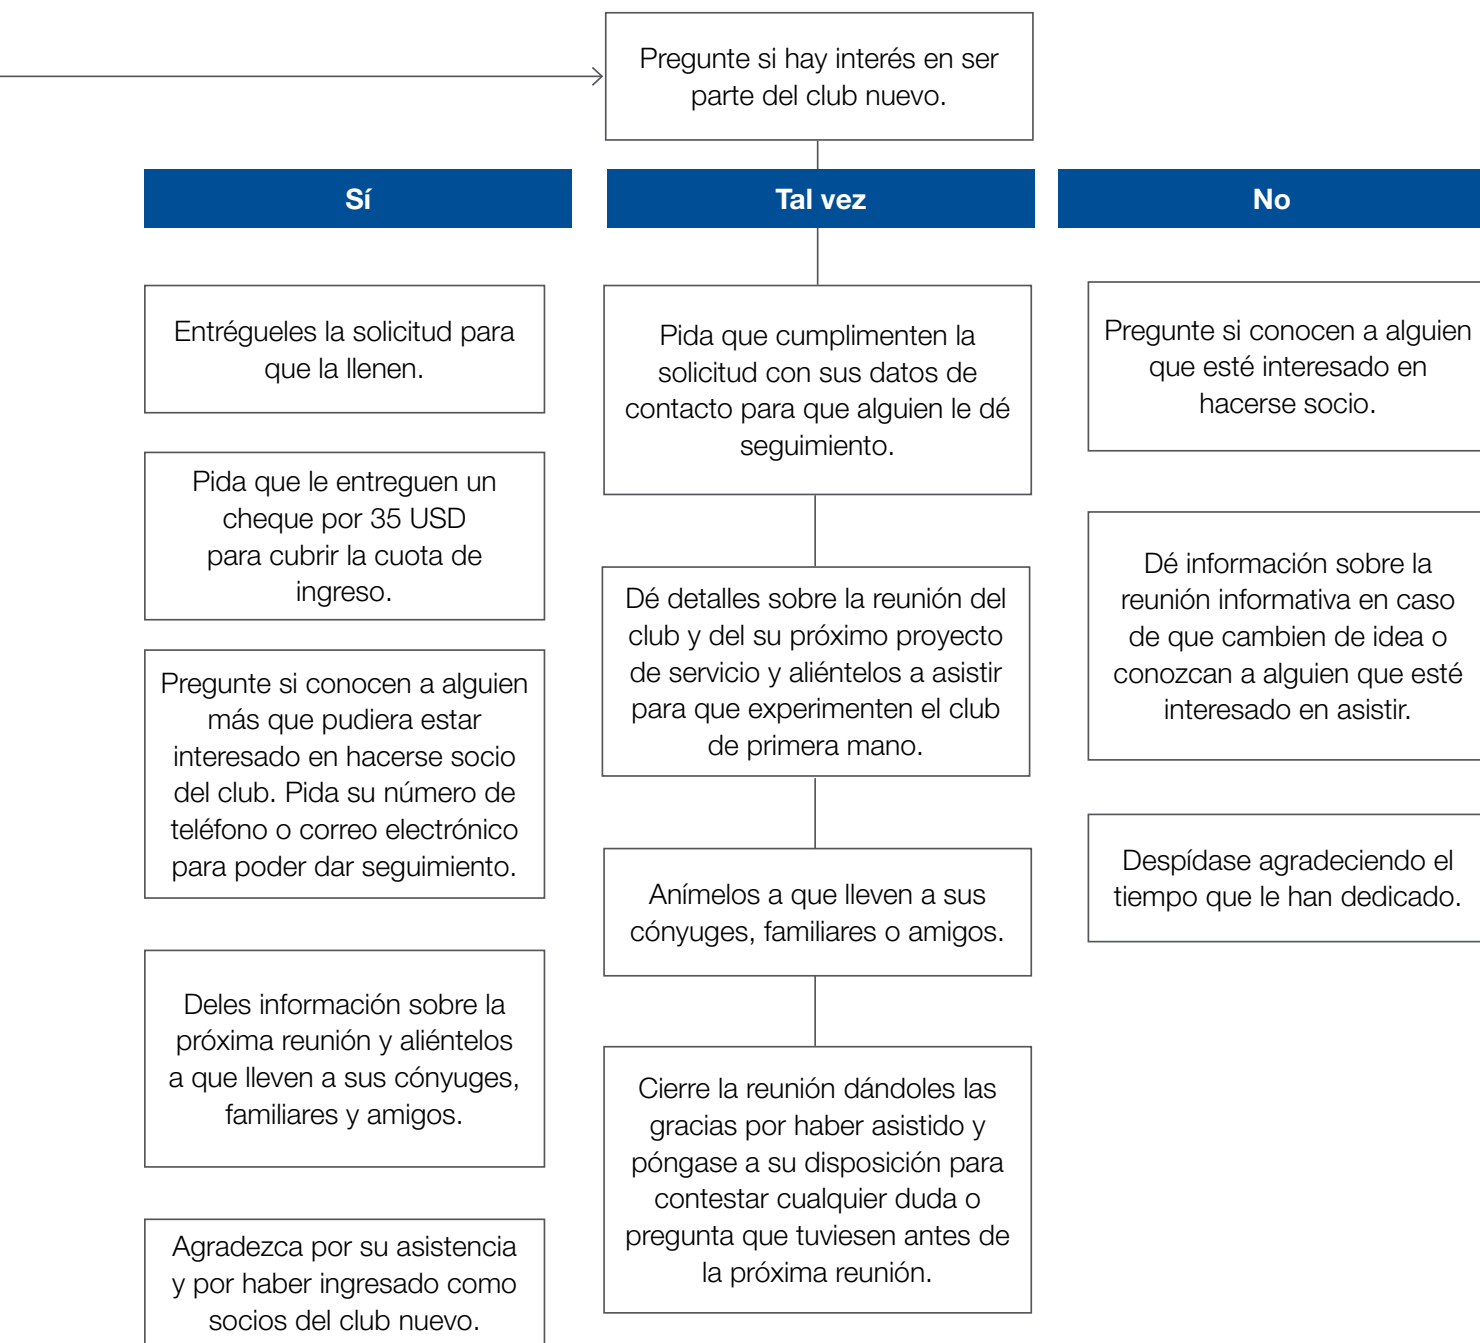 Pregunte si hay interés en ser
parte del club nuevo.
Sí
Entrégueles la solicitud para
que la llenen.
Pida que le entreguen un
cheque por 35 USD
para cubrir la cuota de
ingreso.
Pregunte si conocen a alguien
más que pudiera estar
interesado en hacerse socio
del club. Pida su número de
teléfono o correo electrónico
para poder dar seguimiento.
Deles información sobre la
próxima reunión y aliéntelos
a que lleven a sus cónyuges,
familiares y amigos.
Agradezca por su asistencia
y por haber ingresado como
socios del club nuevo.
Tal vez
Pida que cumplimenten la
solicitud con sus datos de
contacto para que alguien le dé
seguimiento.
Dé detalles sobre la reunión del
club y del su próximo proyecto
de servicio y aliéntelos a asistir
para que experimenten el club
de primera mano.
Anímelos a que lleven a sus
cónyuges, familiares o amigos.
Cierre la reunión dándoles las
gracias por haber asistido y
póngase a su disposición para
contestar cualquier duda o
pregunta que tuviesen antes de
la próxima reunión.
No
Pregunte si conocen a alguien
que esté interesado en
hacerse socio.
Dé información sobre la
reunión informativa en caso
de que cambien de idea o
conozcan a alguien que esté
interesado en asistir.
Despídase agradeciendo el
tiempo que le han dedicado.